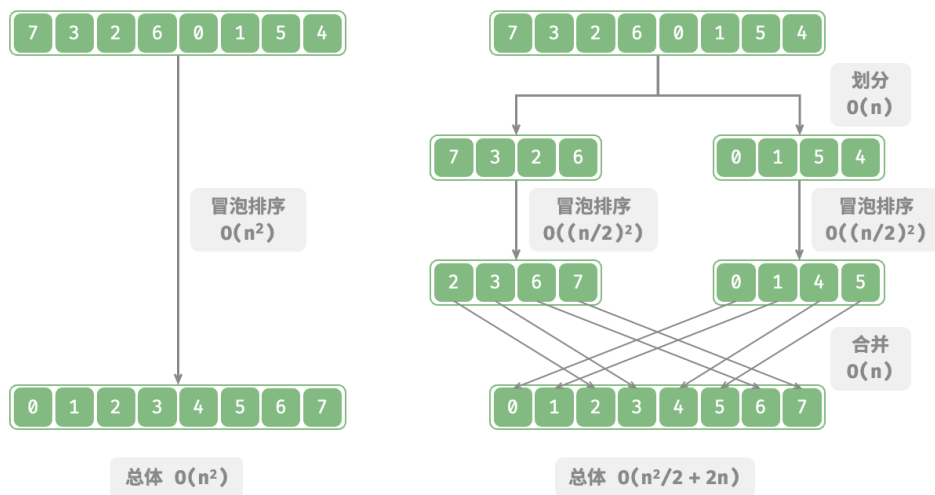 7 3 2 6 0 1 5 4
冒泡排序
O(n²)
0 1 2 3 4 5 6 7
总体 O(n²)
7 3 2 6 0 1 5 4
划分
O(n)
7 3 2 6
0 1 5 4
冒泡排序
O((n/2)²)
冒泡排序
O((n/2)²)
2 3 6 7
0 1 4 5
合并
O(n)
0 1 2 3 4 5 6 7
总体 O(n²/2 + 2n)